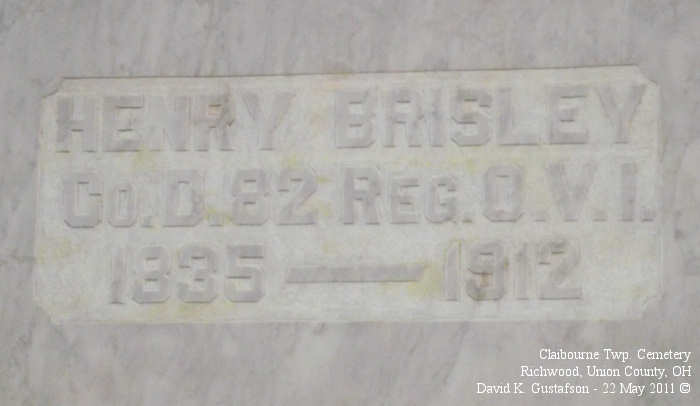 HENRY BRISLEY
CO. D. 82 REG. O.V.I.
1835 — 1912
Claibourne Twp. Cemetery
Richwood, Union County, OH
David K. Gustafson - 22 May 2011 ©